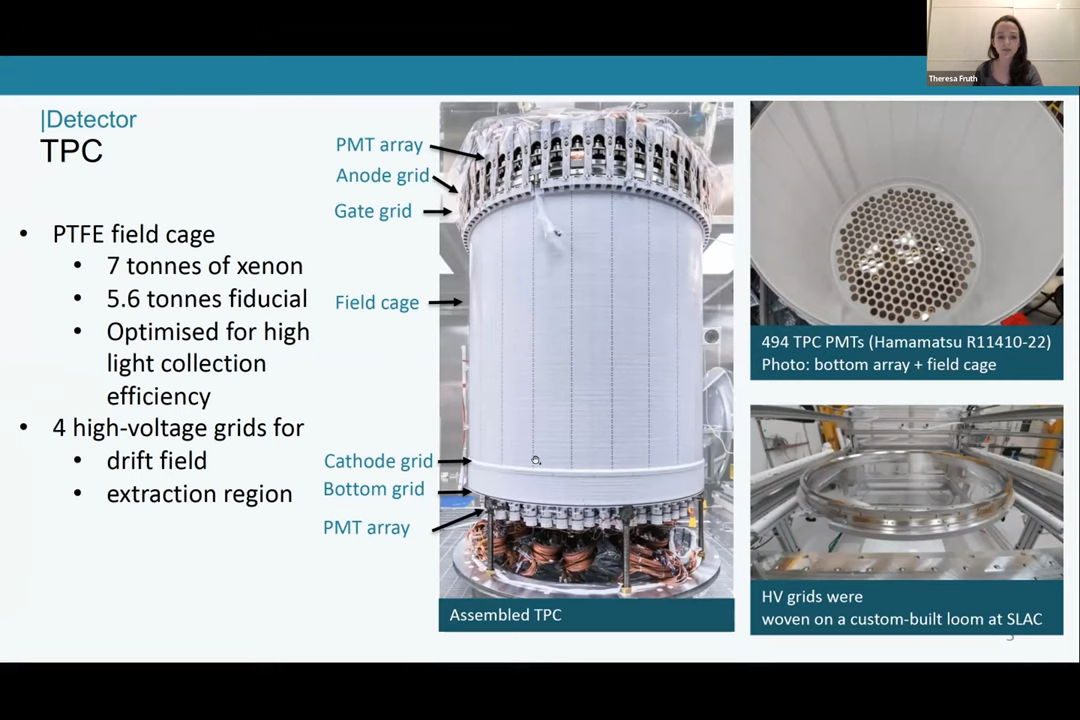 Theresa Fruth
|Detector
TPC
• PTFE field cage
• 7 tonnes of xenon
• 5.6 tonnes fiducial
• Optimised for high
light collection
efficiency
• 4 high-voltage grids for
• drift field
• extraction region
PMT array
Anode grid
Gate grid
Field cage
Cathode grid
Bottom grid
PMT array
Assembled TPC
494 TPC PMTs (Hamamatsu R11410-22)
Photo: bottom array + field cage
HV grids were
woven on a custom-built loom at SLAC